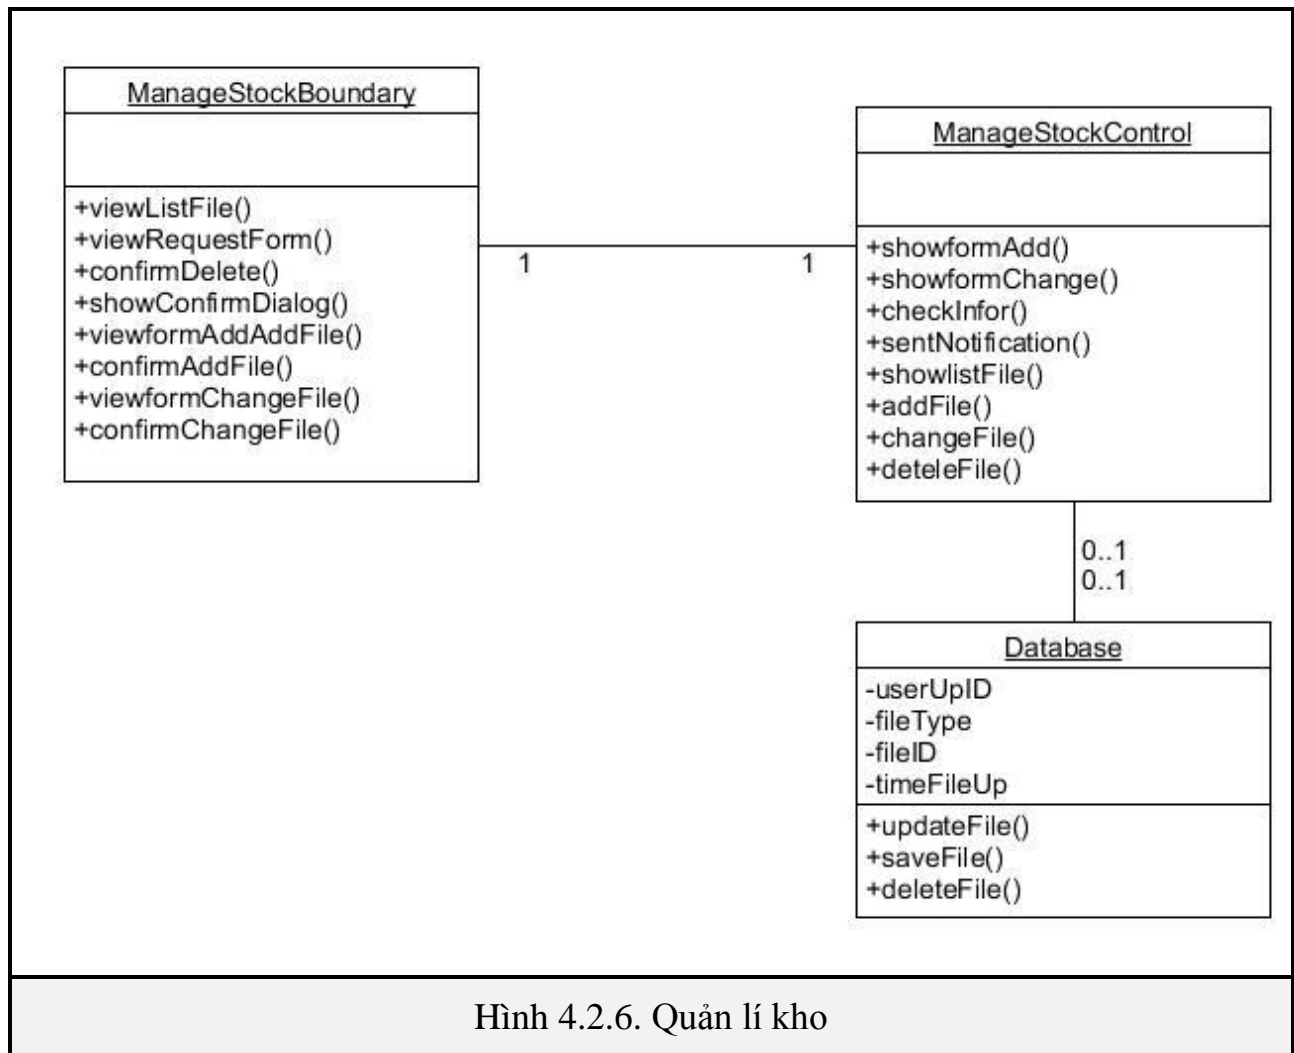 ManageStockBoundary
+viewListFile()
+viewRequestForm()
+confirmDelete()
+showConfirmDialog()
+viewformAddAddFile()
+confirmAddFile()
+viewformChangeFile()
+confirmChangeFile()
1
1
ManageStockControl
+showformAdd()
+showformChange()
+checkInfor()
+sentNotification()
+showlistFile()
+addFile()
+changeFile()
+deteleFile()
0..1
0..1
Database
-userUpID
-fileType
-fileID
-timeFileUp
+updateFile()
+saveFile()
+deleteFile()
Hình 4.2.6. Quản lí kho